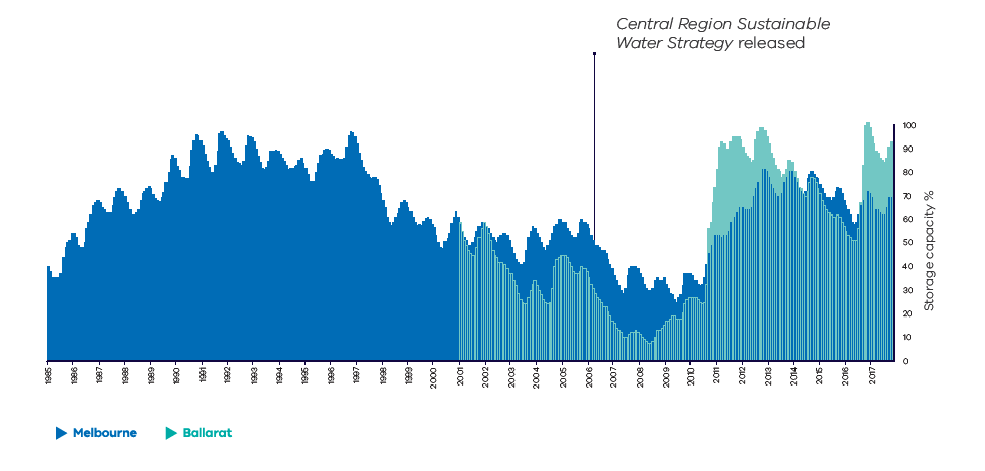 Central Region Sustainable
Water Strategy released
100
90
80
70
60
50
40
30
20
10
0
Storage capacity %
1985 1986 1987 1988 1989 1990 1991 1992 1993 1994 1995 1996 1997 1998 1999 2000 2001 2002 2003 2004 2005 2006 2007 2008 2009 2010 2011 2012 2013 2014 2015 2016 2017
Melbourne Ballarat